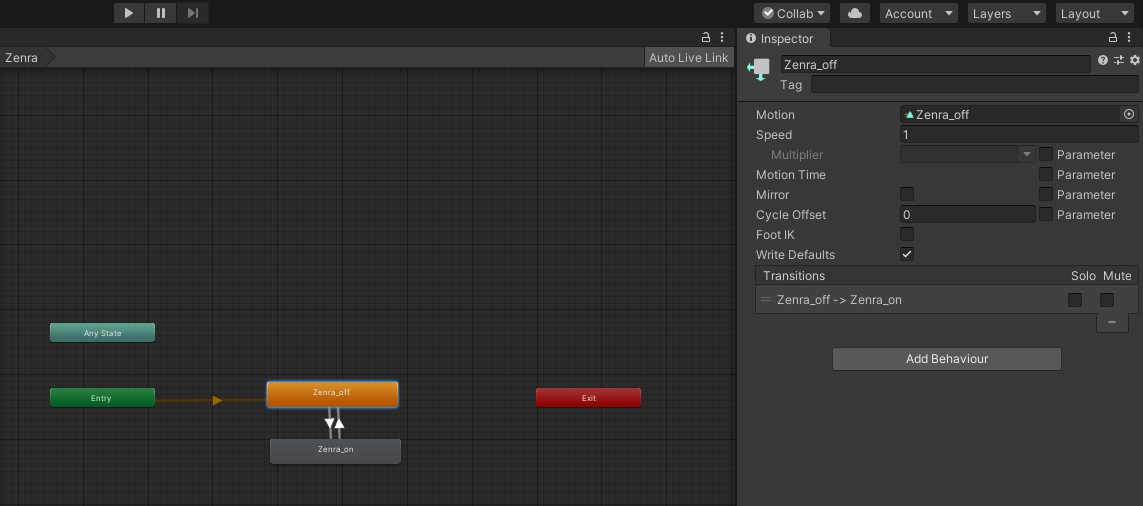 Collab
Account
Layers
Layout
Zenra
Auto Live Link
Any State
Entry
Zenra_off
Zenra_on
Exit
Inspector
Zenra_off
Tag
Motion
Zenra_off
Speed
1
Multiplier
Parameter
Motion Time
Parameter
Mirror
Parameter
Cycle Offset
0
Parameter
Foot IK
Write Defaults
Transitions
Solo
Mute
Zenra_off -> Zenra_on
Add Behaviour